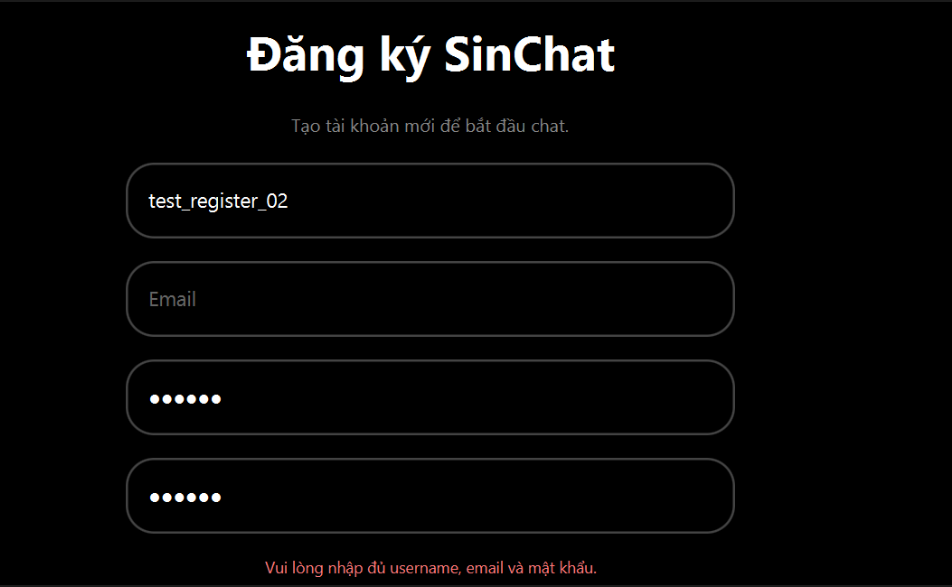 Đăng ký SinChat
Tạo tài khoản mới để bắt đầu chat.
test_register_02
Email
••••••
••••••
Vui lòng nhập đủ username, email và mật khẩu.